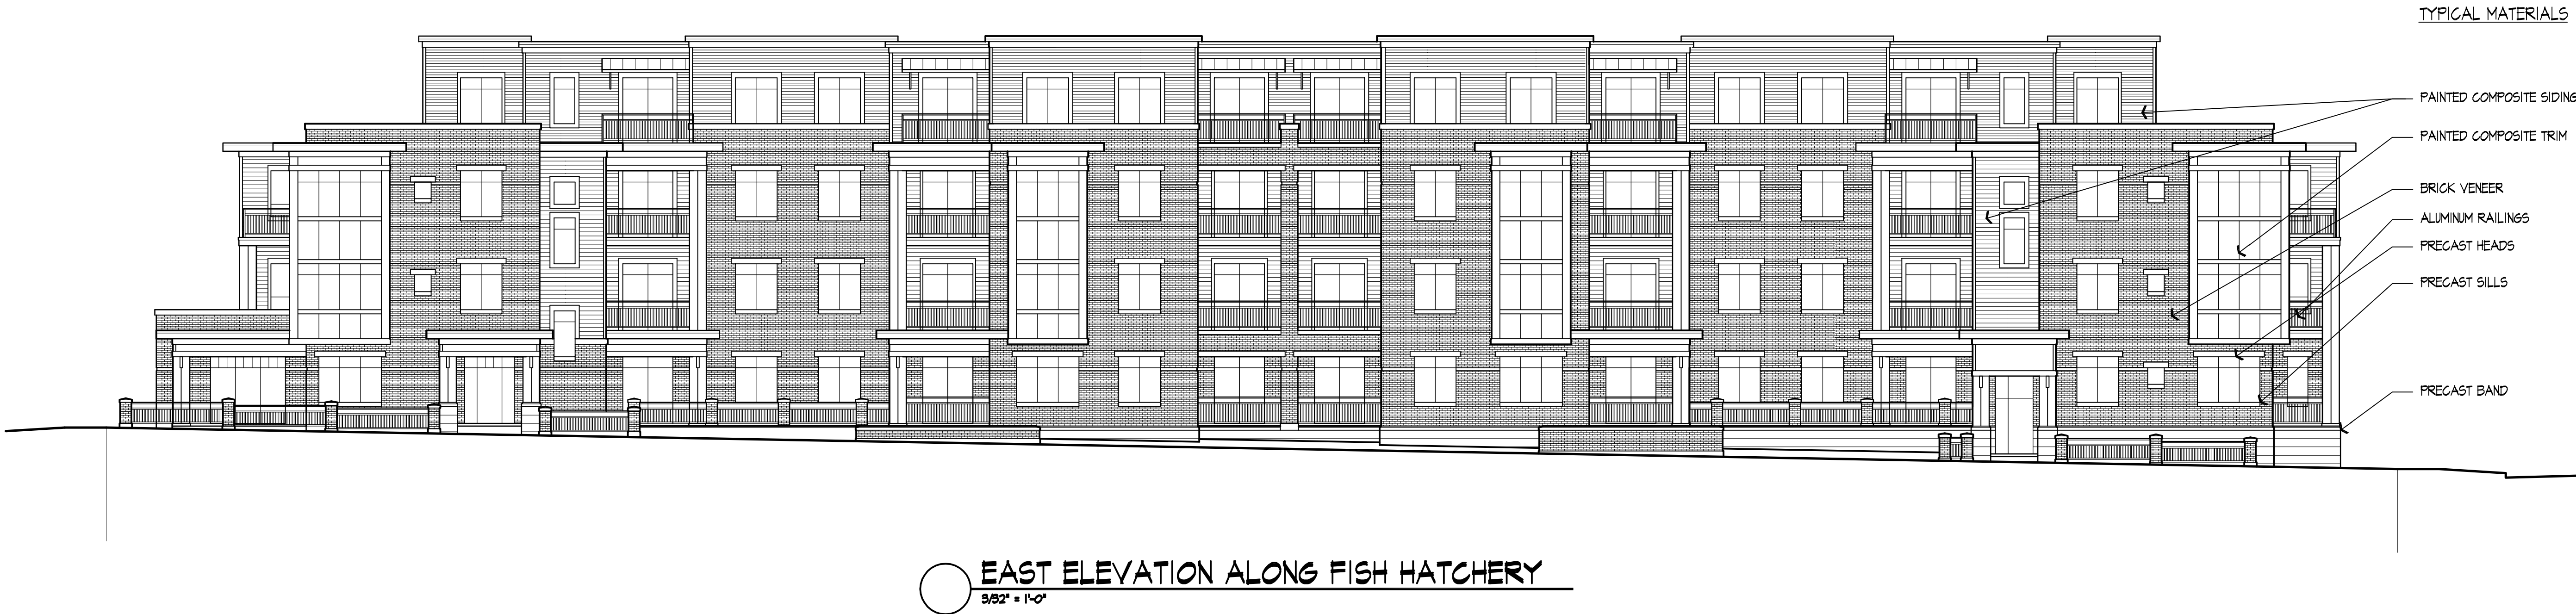 TYPICAL MATERIALS
PAINTED COMPOSITE SIDING
PAINTED COMPOSITE TRIM
BRICK VENEER
ALUMINUM RAILINGS
PRECAST HEADS
PRECAST SILLS
PRECAST BAND
EAST ELEVATION ALONG FISH HATCHERY
3/32" = 1'-0"